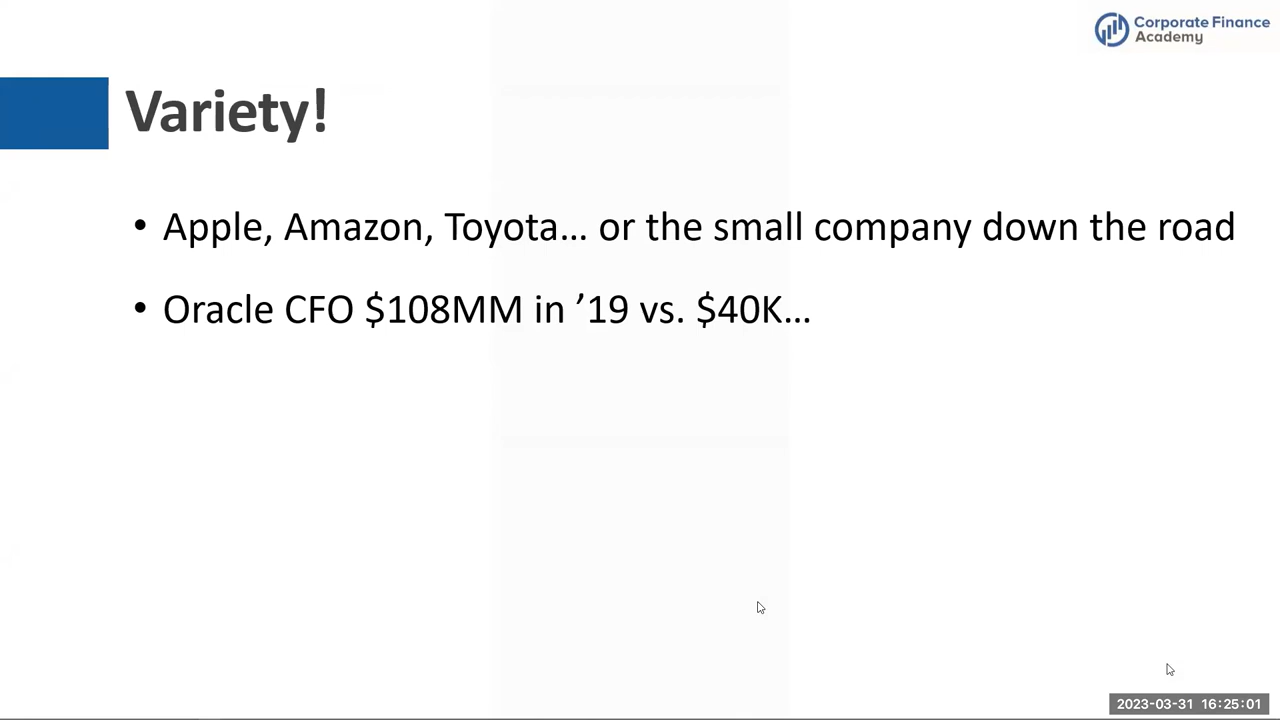 Corporate Finance
Academy
Variety!
• Apple, Amazon, Toyota… or the small company down the road
• Oracle CFO $108MM in ’19 vs. $40K…
2023-03-31 16:25:01